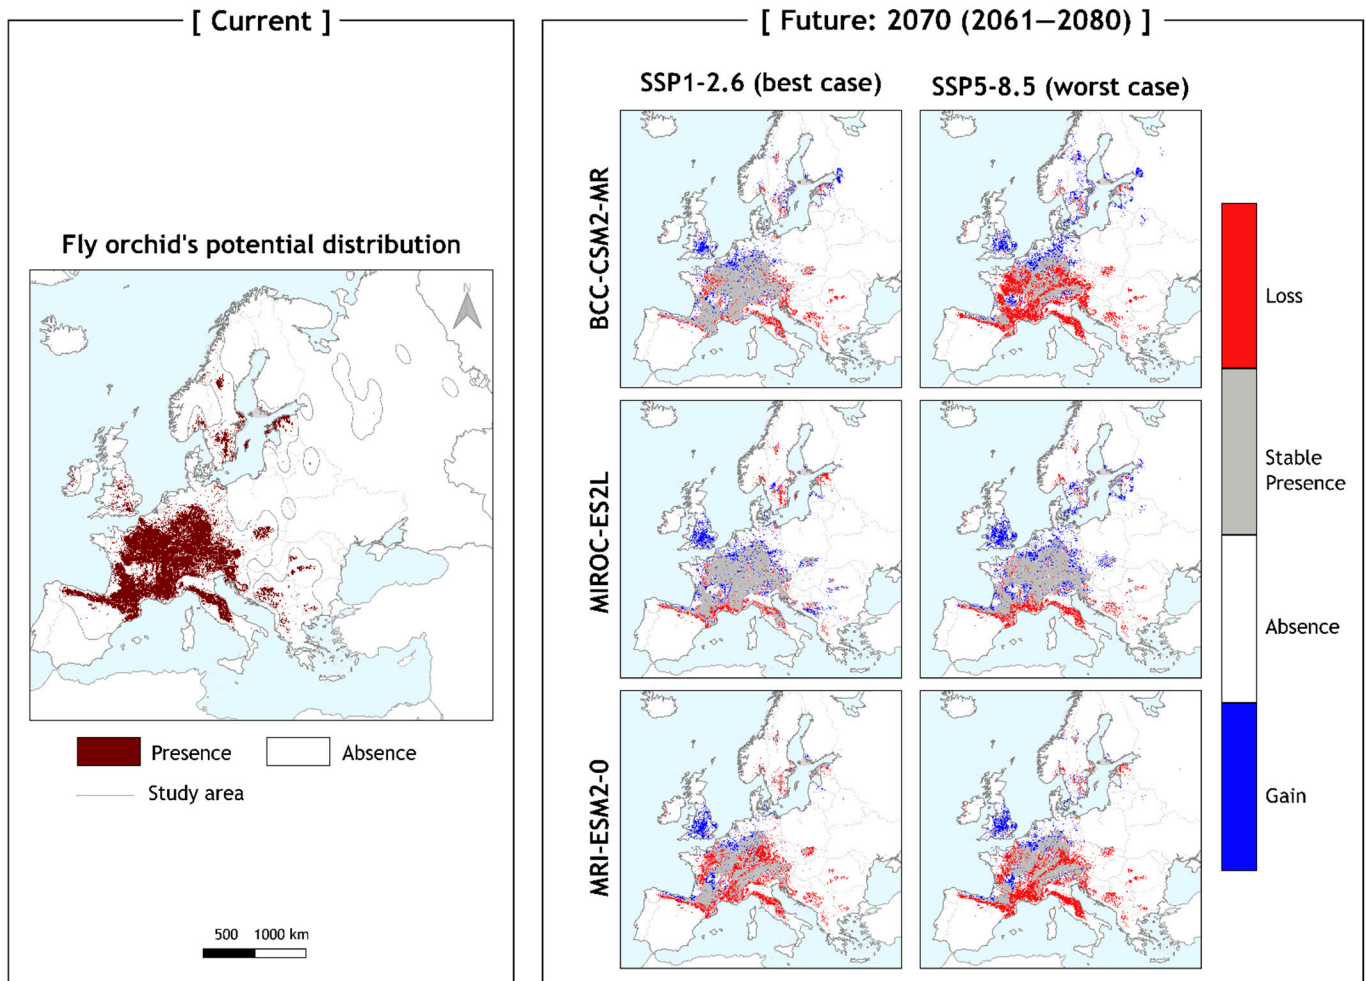 [ Current ]
Fly orchid's potential distribution
N
Presence
Absence
Study area
500 1000 km
[ Future: 2070 (2061—2080) ]
SSP1-2.6 (best case)
SSP5-8.5 (worst case)
BCC-CSM2-MR
MIROC-ES2L
MRI-ESM2-0
Loss
Stable
Presence
Absence
Gain